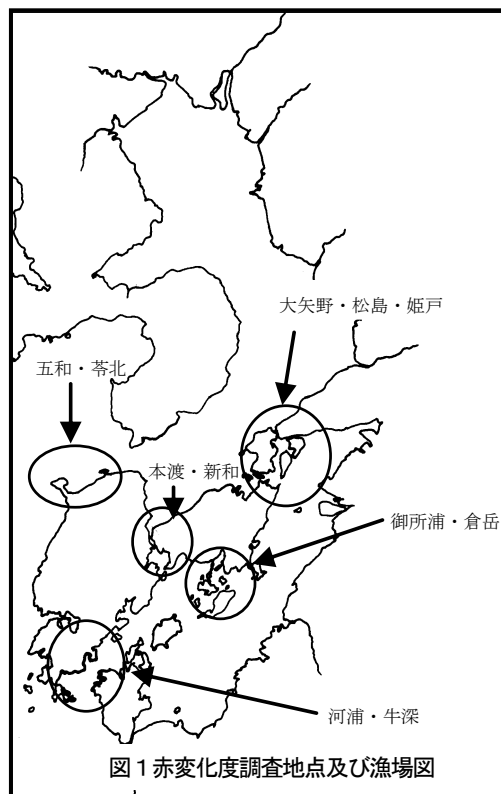 大矢野・松島・姫戸
五和・苓北
本渡・新和
御所浦・倉岳
河浦・牛深
図1赤変化度調査地点及び漁場図